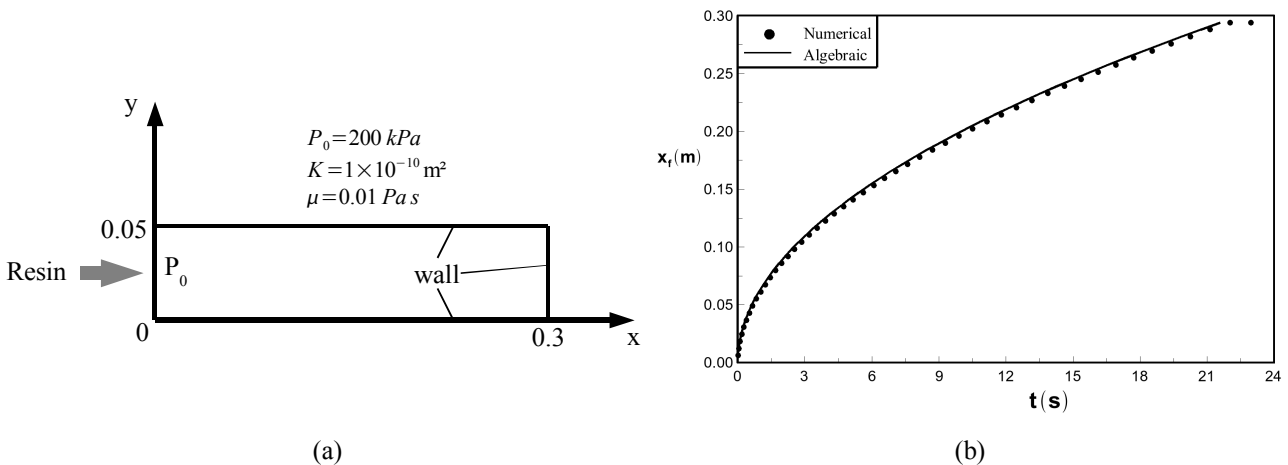 y
P₀=200 kPa
K=1×10⁻¹⁰ m²
μ=0.01 Pa s
0.05
Resin
P₀
wall
0
0.3
x
(a)
0.30
0.25
0.20
0.15
0.10
0.05
0.00
x_f(m)
Numerical
Algebraic
0 3 6 9 12 15 18 21 24
t(s)
(b)